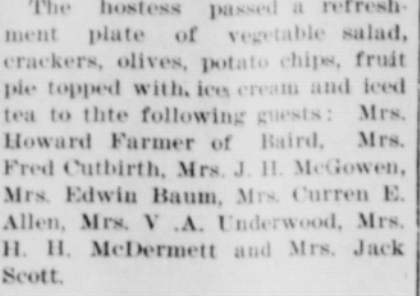 The hostess passed a refresh-
ment plate of vegetable salad,
crackers, olives, potato chips, fruit
pie topped with, ice cream and iced
tea to thte following guests: Mrs.
Howard Farmer of Baird, Mrs.
Fred Cutbirth, Mrs. J. H. McGowen,
Mrs. Edwin Baum, Mrs. Curren E.
Allen, Mrs. V .A. Underwood, Mrs.
H. H. McDermett and Mrs. Jack
Scott.